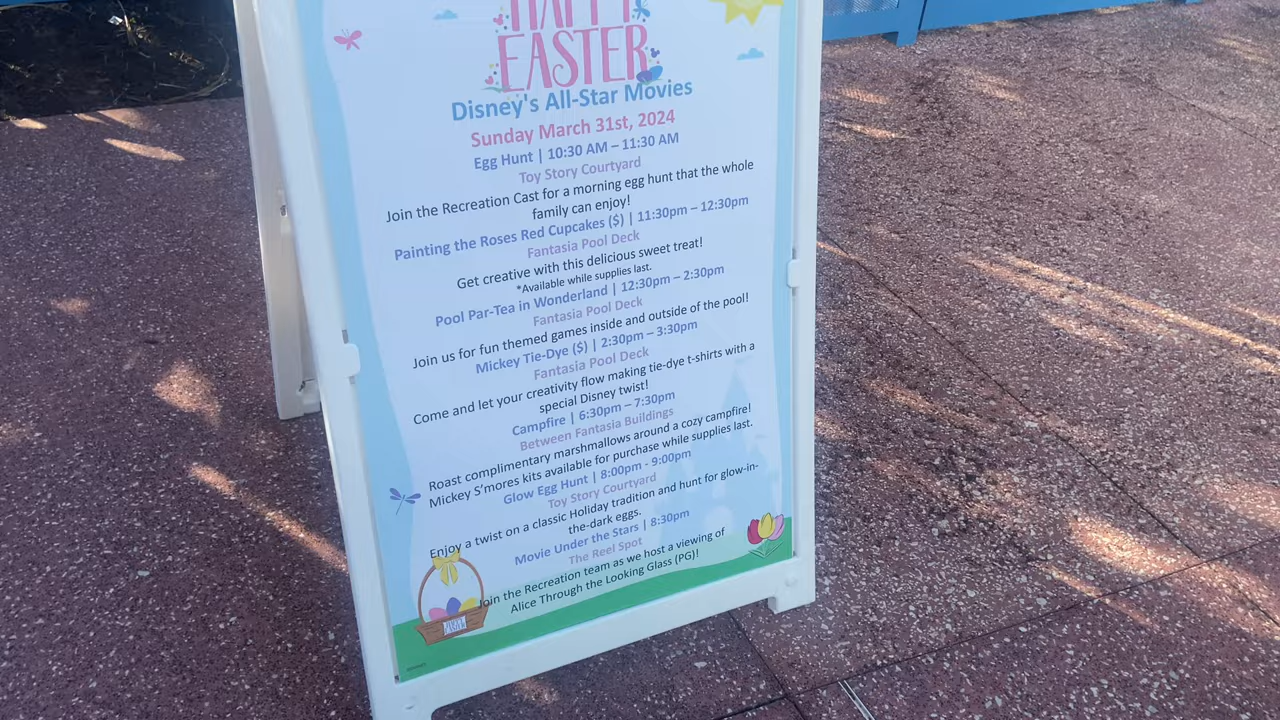 HAPPY
EASTER
Disney's All-Star Movies
Sunday March 31st, 2024
Egg Hunt | 10:30 AM – 11:30 AM
Toy Story Courtyard
Join the Recreation Cast for a morning egg hunt that the whole
family can enjoy!
Painting the Roses Red Cupcakes ($) | 11:30pm – 12:30pm
Fantasia Pool Deck
Get creative with this delicious sweet treat!
*Available while supplies last.
Pool Par-Tea in Wonderland | 12:30pm – 2:30pm
Fantasia Pool Deck
Join us for fun themed games inside and outside of the pool!
Mickey Tie-Dye ($) | 2:30pm – 3:30pm
Fantasia Pool Deck
Come and let your creativity flow making tie-dye t-shirts with a
special Disney twist!
Campfire | 6:30pm – 7:30pm
Between Fantasia Buildings
Roast complimentary marshmallows around a cozy campfire!
Mickey S'mores kits available for purchase while supplies last.
Glow Egg Hunt | 8:00pm - 9:00pm
Toy Story Courtyard
Enjoy a twist on a classic Holiday tradition and hunt for glow-in-
the-dark eggs.
Movie Under the Stars | 8:30pm
The Reel Spot
Join the Recreation team as we host a viewing of
Alice Through the Looking Glass (PG)!